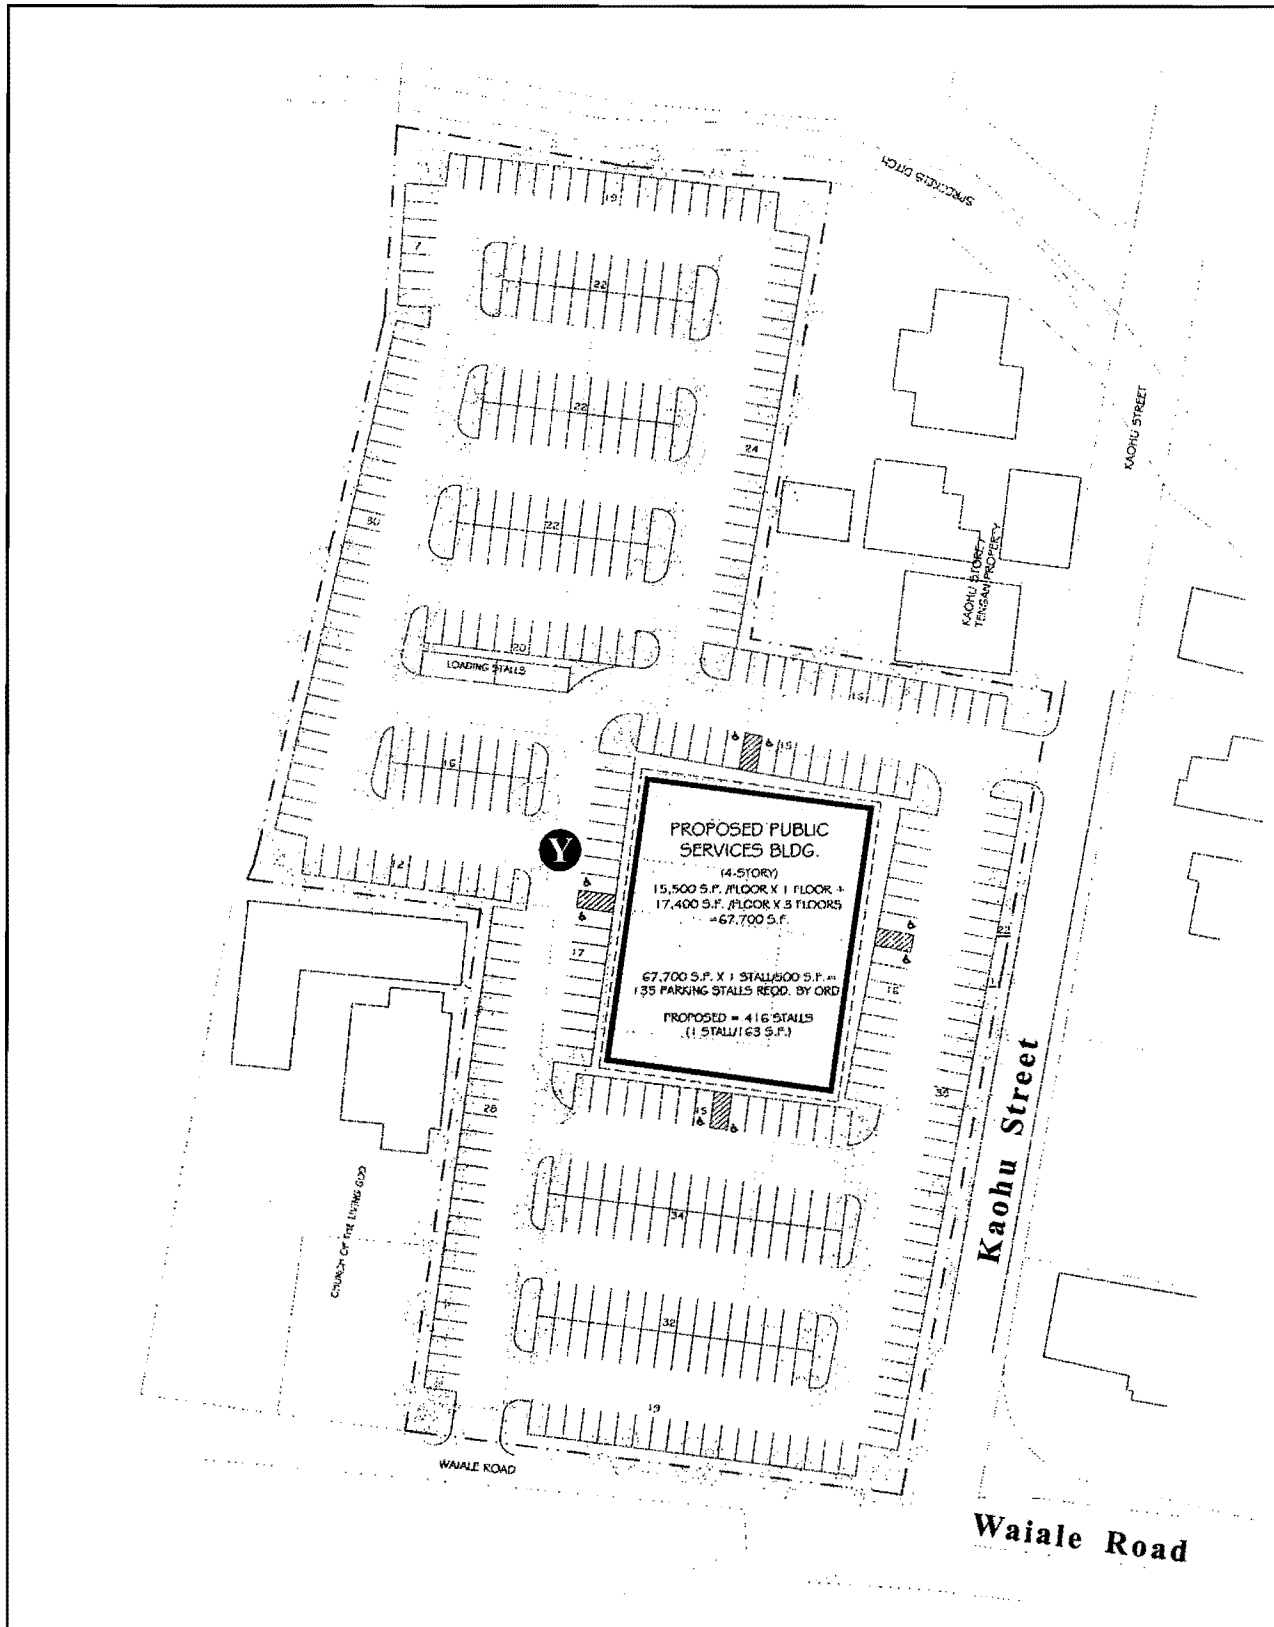 SPRECKELS DITCH
19
7
22
KAOHU STREET
22
24
30
22
KAOHU STORE/
TENGAN PROPERTY
20
LOADING STALLS
15
16
PROPOSED PUBLIC
SERVICES BLDG.
(4-STORY)
15,500 S.F. /FLOOR X 1 FLOOR +
17,400 S.F. /FLOOR X 3 FLOORS
=67,700 S.F.
67,700 S.F. X 1 STALL/500 S.F. =
135 PARKING STALLS REQD. BY ORD
PROPOSED = 416 STALLS
(1 STALL/163 S.F.)
Y
12
17
28
15
34
32
19
CHURCH OF THE LIVING GOD
Kaohu Street
WAIALE ROAD
Waiale Road